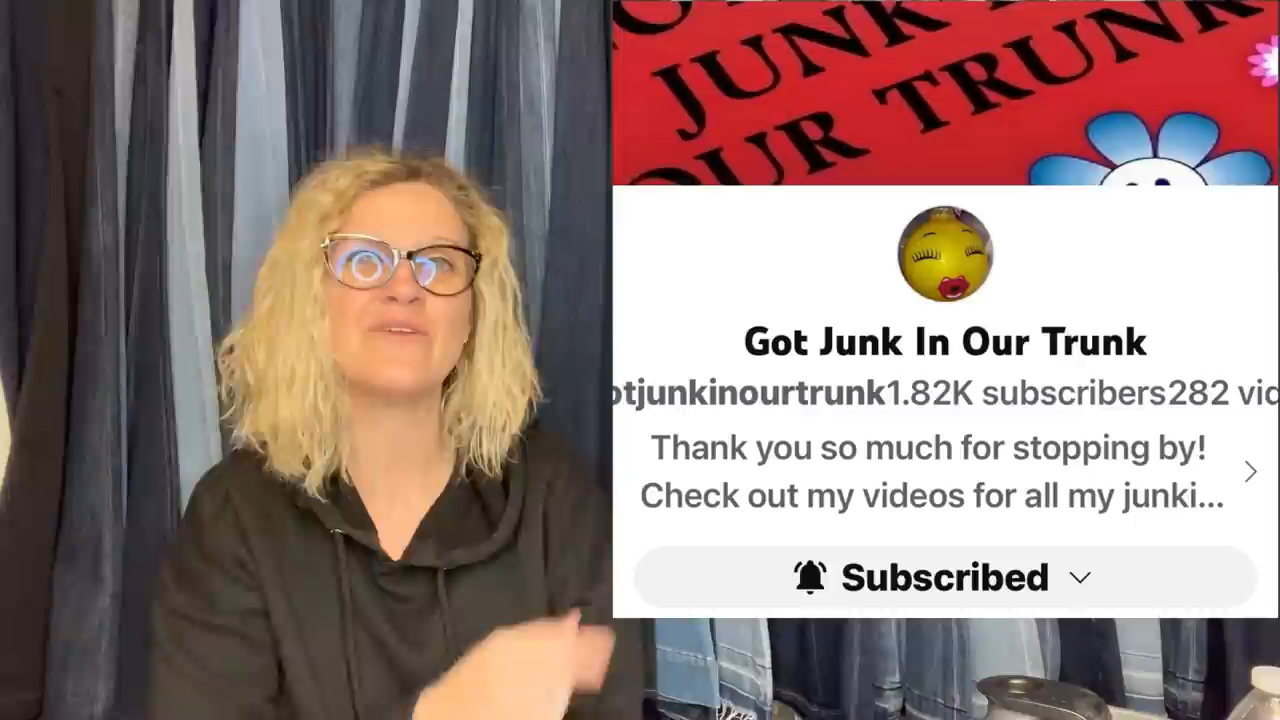 JUNK
OUR TRUNK
Got Junk In Our Trunk
otjunkinourtrunk1.82K subscribers282 vid
Thank you so much for stopping by!
Check out my videos for all my junki...
Subscribed